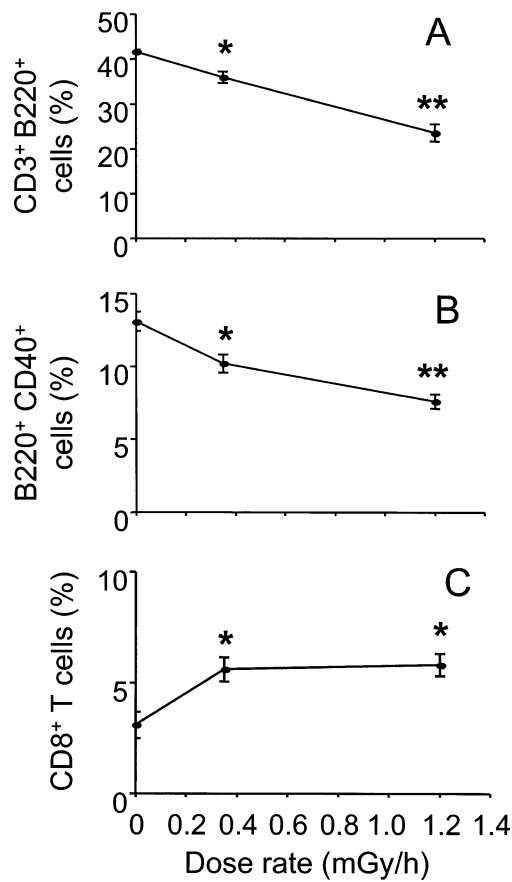 A
CD3+ B220+
cells (%)
50
40
30
20
10
0
*
**
B
B220+ CD40+
cells (%)
15
10
5
0
*
**
C
CD8+ T cells (%)
10
5
0
*
*
0 0.2 0.4 0.6 0.8 1.0 1.2 1.4
Dose rate (mGy/h)